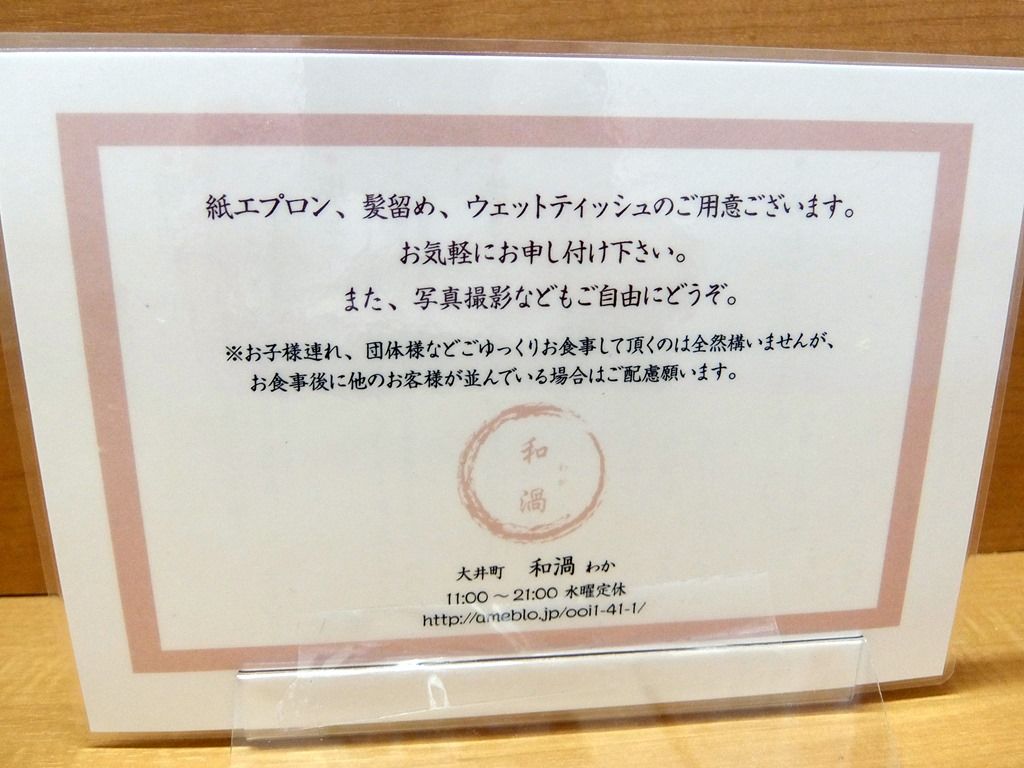 紙エプロン、髪留め、ウェットティッシュのご用意ございます。
お気軽にお申し付け下さい。
また、写真撮影などもご自由にどうぞ。
※お子様連れ、団体様などごゆっくりお食事して頂くのは全然構いませんが、
お食事後に他のお客様が並んでいる場合はご配慮願います。
和渦
わか
大井町 和渦 わか
11:00 ～ 21:00 水曜定休
http://ameblo.jp/ooi1-41-1/